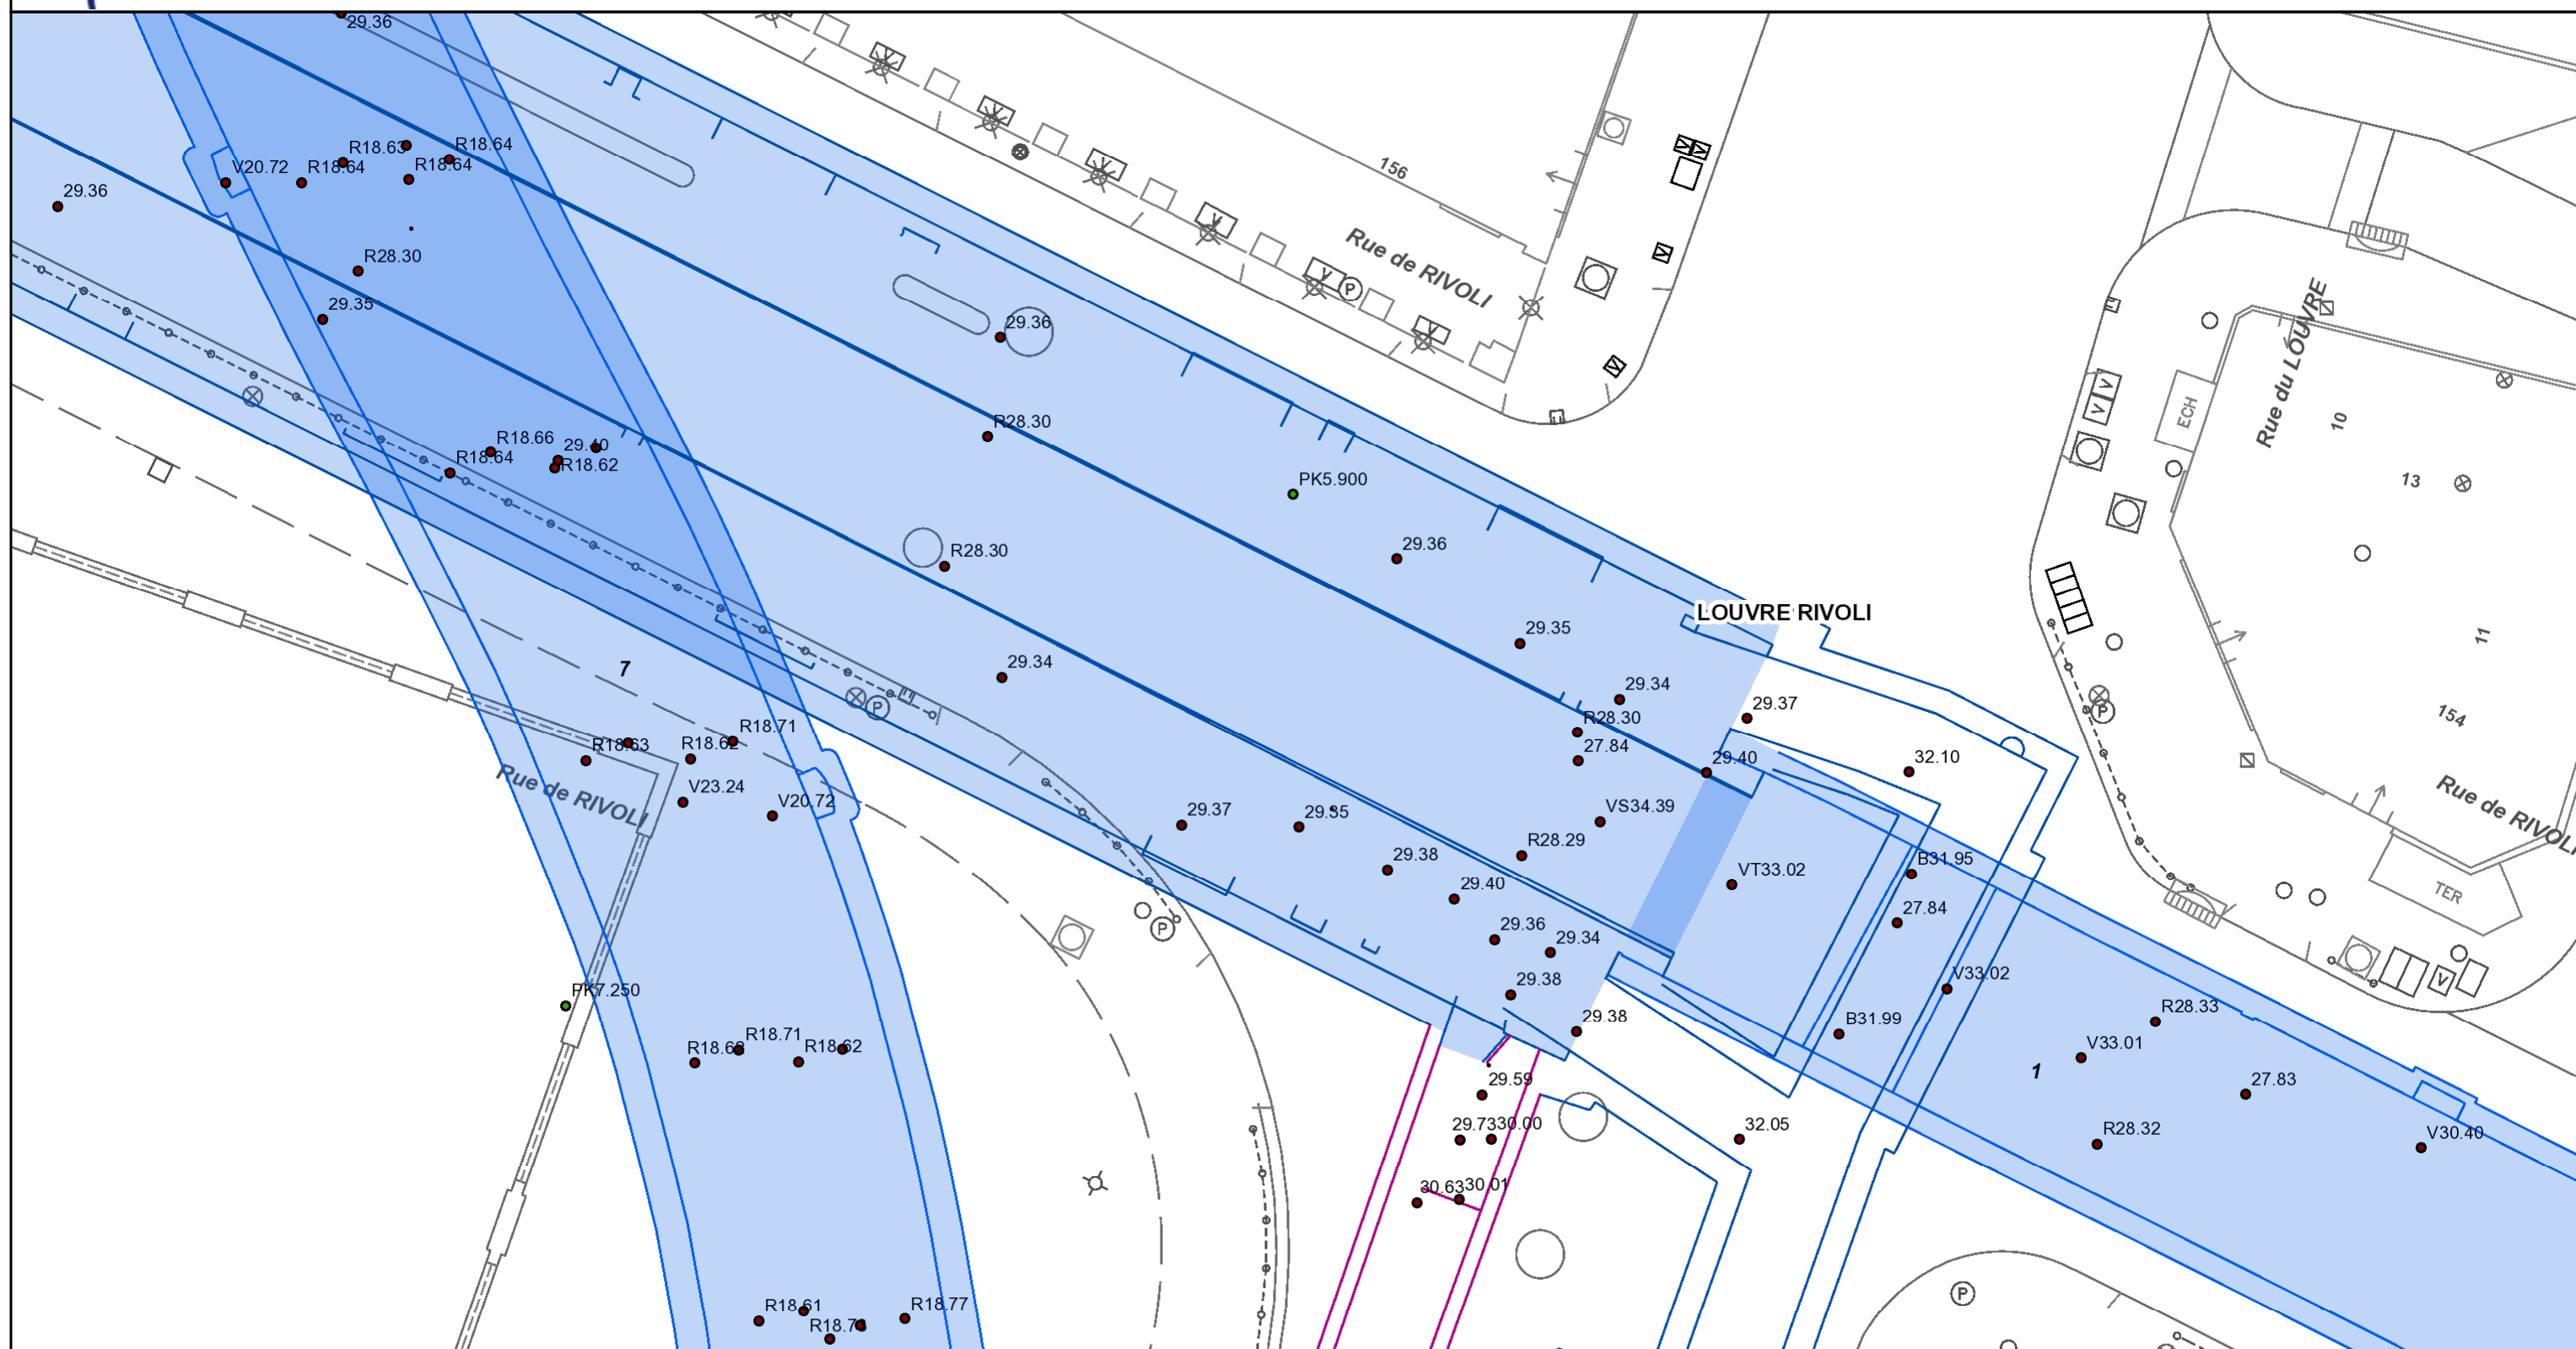 29.36
R18.63
R18.64
V20.72
R18.64
R18.64
156
29.36
Rue de RIVOLI
R28.30
29.35
29.36
Rue du LOUVRE
ECH
10
R28.30
R18.66
29.40
R18.64
R18.62
PK5.900
13
29.36
R28.30
LOUVRE RIVOLI
29.35
11
7
29.34
29.34
29.37
R28.30
154
R18.71
R18.63
R18.62
27.84
29.40
32.10
Rue de RIVOLI
V23.24
V20.72
29.37
29.35
VS34.39
Rue de RIVOLI
R28.29
29.38
VT33.02
B31.95
29.40
TER
27.84
29.36
29.34
29.38
V33.02
PK7.250
29.38
B31.99
R28.33
R18.71
R18.62
V33.01
1
29.59
27.83
29.73
30.00
32.05
R28.32
V30.40
30.63
30.01
R18.61
R18.77
P
P
P
P
P
V
V
V
V
V
V
V
V
V
V
V
V
V